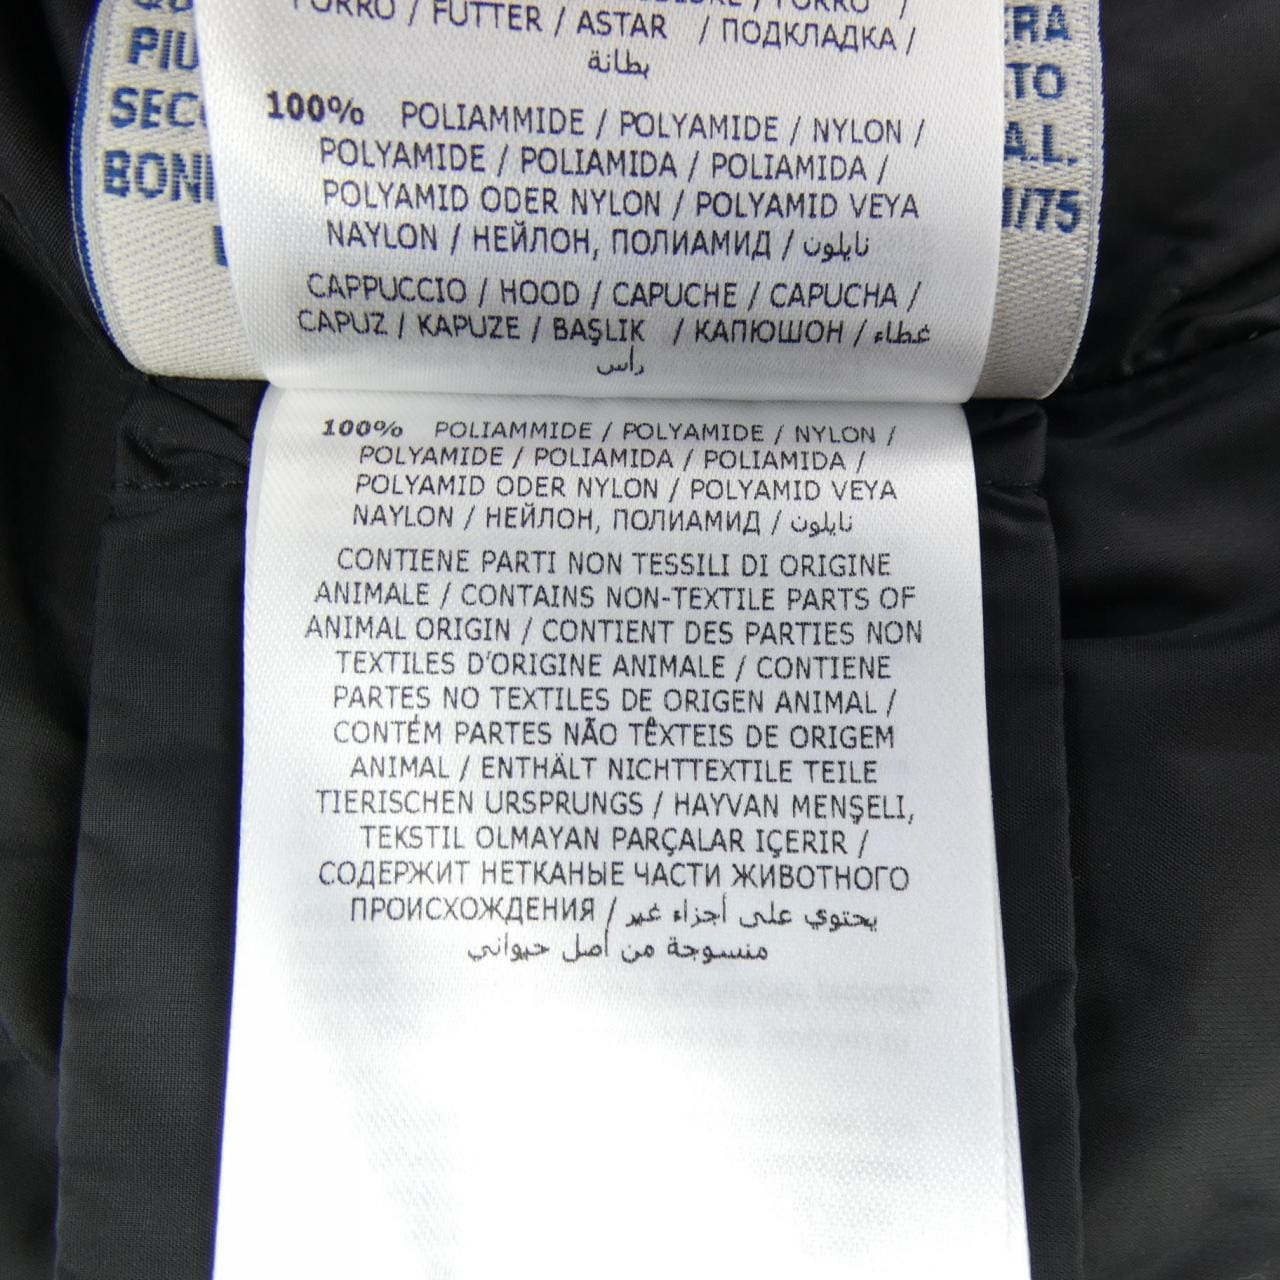 PIU
TO
SECO
A.L.
BONI
/75
FORRO / FUTTER / ASTAR / ПОДКЛАДКА /
بطانة
100% POLIAMMIDE / POLYAMIDE / NYLON /
POLYAMIDE / POLIAMIDA / POLIAMIDA /
POLYAMID ODER NYLON / POLYAMID VEYA
NAYLON / НЕЙЛОН, ПОЛИАМИД / نايلون
CAPPUCCIO / HOOD / CAPUCHE / CAPUCHA /
CAPUZ / KAPUZE / BAŞLIK / КАПЮШОН / غطاء
راس
100% POLIAMMIDE / POLYAMIDE / NYLON /
POLYAMIDE / POLIAMIDA / POLIAMIDA /
POLYAMID ODER NYLON / POLYAMID VEYA
NAYLON / НЕЙЛОН, ПОЛИАМИД / نايلون
CONTIENE PARTI NON TESSILI DI ORIGINE
ANIMALE / CONTAINS NON-TEXTILE PARTS OF
ANIMAL ORIGIN / CONTIENT DES PARTIES NON
TEXTILES D'ORIGINE ANIMALE / CONTIENE
PARTES NO TEXTILES DE ORIGEN ANIMAL /
CONTÉM PARTES NÃO TÊXTEIS DE ORIGEM
ANIMAL / ENTHÄLT NICHTTEXTILE TEILE
TIERISCHEN URSPRUNGS / HAYVAN MENŞELI,
TEKSTIL OLMAYAN PARÇALAR IÇERIR /
СОДЕРЖИТ НЕТКАНЫЕ ЧАСТИ ЖИВОТНОГО
ПРОИСХОЖДЕНИЯ / يحتوي على أجزاء غير
منسوجة من أصل حيواني